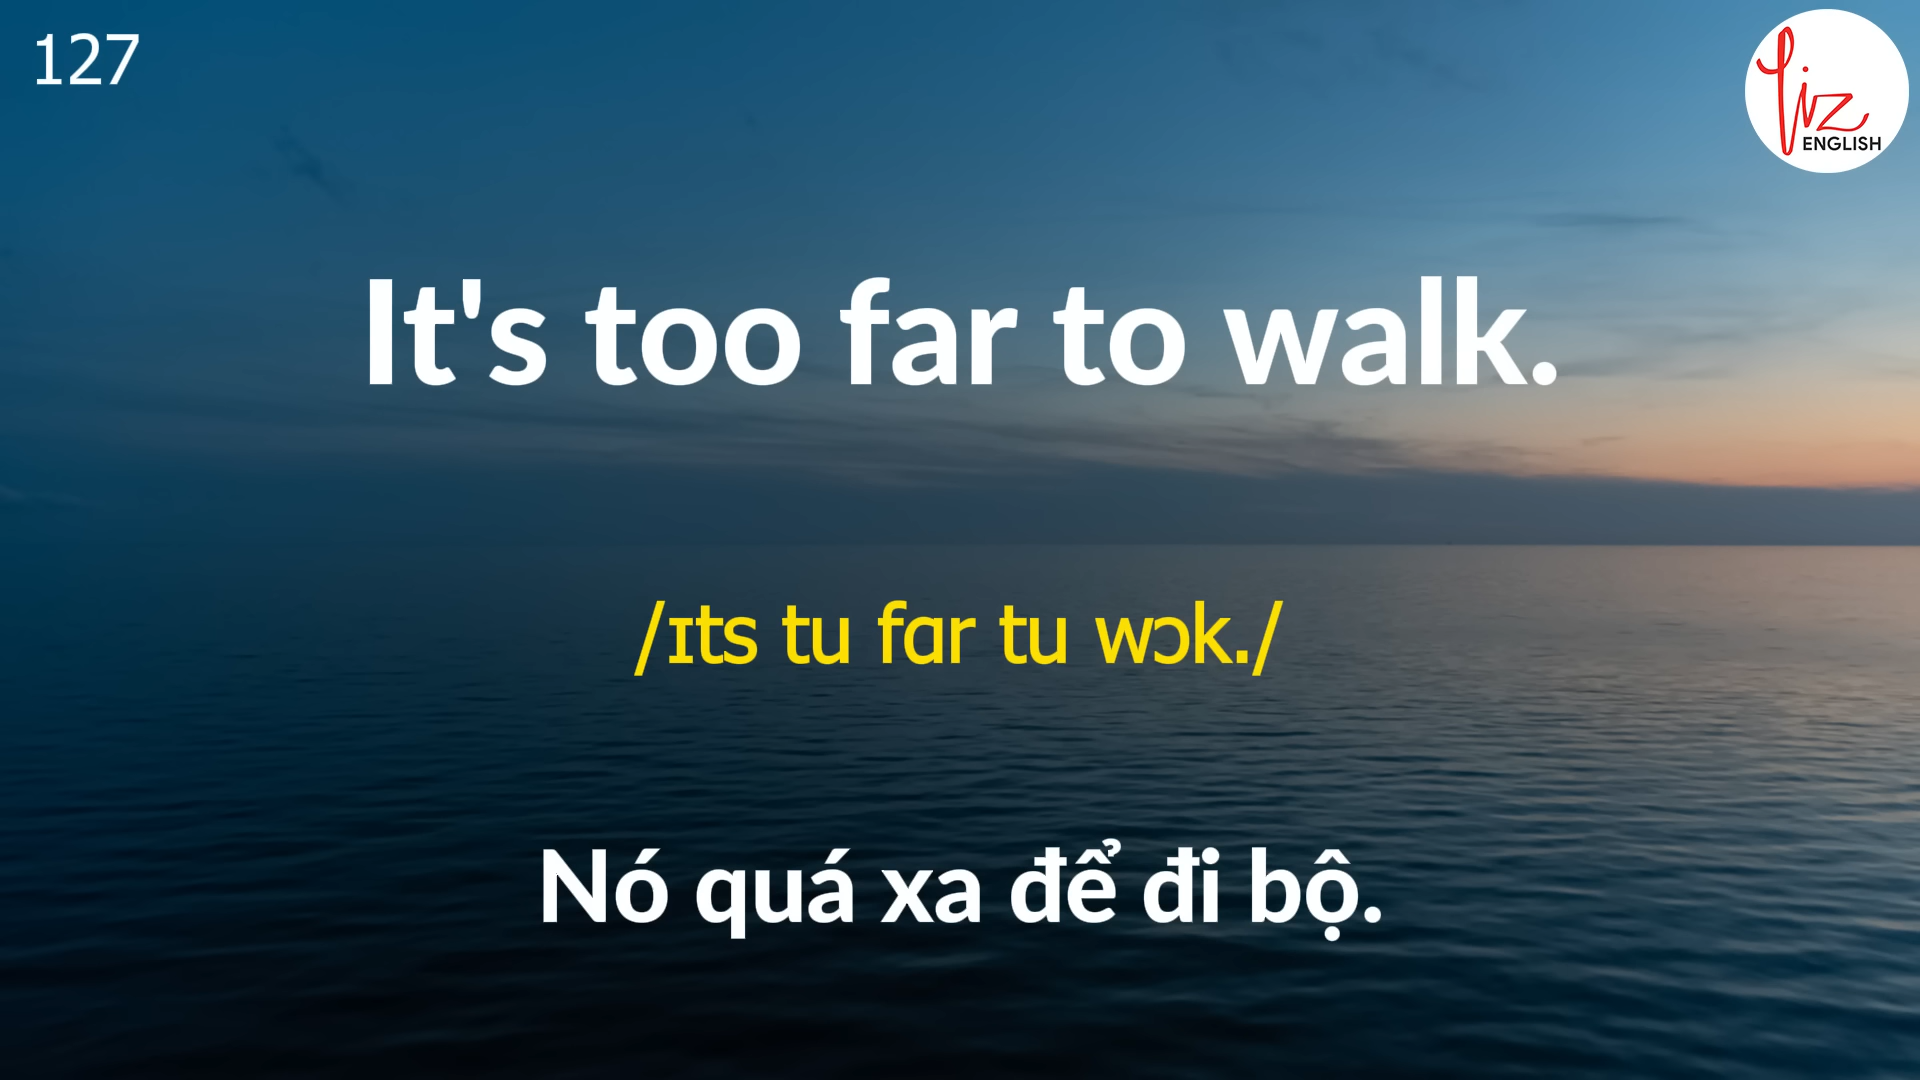 127
Liz
ENGLISH
It's too far to walk.
/ɪts tu fɑr tu wɔk./
Nó quá xa để đi bộ.